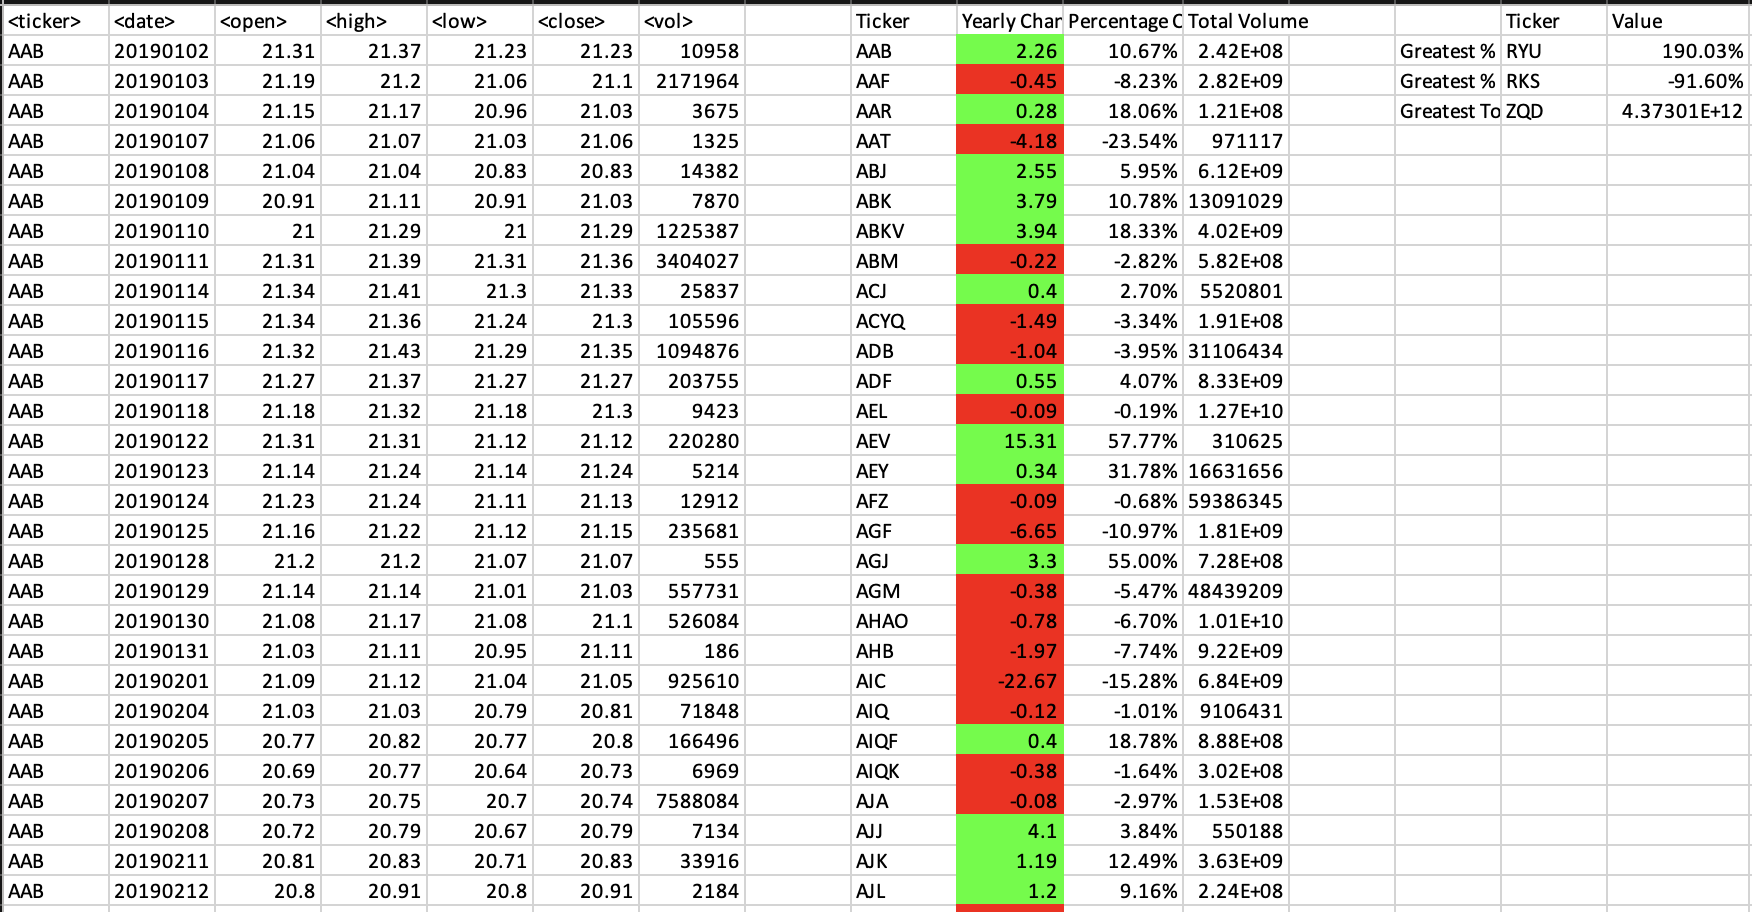 <ticker> <date> <open> <high> <low> <close> <vol> Ticker Yearly Chan Percentage C Total Volume Ticker Value
AAB 20190102 21.31 21.37 21.23 21.23 10958 AAB 2.26 10.67% 2.42E+08 Greatest % RYU 190.03%
AAB 20190103 21.19 21.2 21.06 21.1 2171964 AAF -0.45 -8.23% 2.82E+09 Greatest % RKS -91.60%
AAB 20190104 21.15 21.17 20.96 21.03 3675 AAR 0.28 18.06% 1.21E+08 Greatest To ZQD 4.37301E+12
AAB 20190107 21.06 21.07 21.03 21.06 1325 AAT -4.18 -23.54% 971117
AAB 20190108 21.04 21.04 20.83 20.83 14382 ABJ 2.55 5.95% 6.12E+09
AAB 20190109 20.91 21.11 20.91 21.03 7870 ABK 3.79 10.78% 13091029
AAB 20190110 21 21.29 21 21.29 1225387 ABKV 3.94 18.33% 4.02E+09
AAB 20190111 21.31 21.39 21.31 21.36 3404027 ABM -0.22 -2.82% 5.82E+08
AAB 20190114 21.34 21.41 21.3 21.33 25837 ACJ 0.4 2.70% 5520801
AAB 20190115 21.34 21.36 21.24 21.3 105596 ACYQ -1.49 -3.34% 1.91E+08
AAB 20190116 21.32 21.43 21.29 21.35 1094876 ADB -1.04 -3.95% 31106434
AAB 20190117 21.27 21.37 21.27 21.27 203755 ADF 0.55 4.07% 8.33E+09
AAB 20190118 21.18 21.32 21.18 21.3 9423 AEL -0.09 -0.19% 1.27E+10
AAB 20190122 21.31 21.31 21.12 21.12 220280 AEV 15.31 57.77% 310625
AAB 20190123 21.14 21.24 21.14 21.24 5214 AEY 0.34 31.78% 16631656
AAB 20190124 21.23 21.24 21.11 21.13 12912 AFZ -0.09 -0.68% 59386345
AAB 20190125 21.16 21.22 21.12 21.15 235681 AGF -6.65 -10.97% 1.81E+09
AAB 20190128 21.2 21.2 21.07 21.07 555 AGJ 3.3 55.00% 7.28E+08
AAB 20190129 21.14 21.14 21.01 21.03 557731 AGM -0.38 -5.47% 48439209
AAB 20190130 21.08 21.17 21.08 21.1 526084 AHAO -0.78 -6.70% 1.01E+10
AAB 20190131 21.03 21.11 20.95 21.11 186 AHB -1.97 -7.74% 9.22E+09
AAB 20190201 21.09 21.12 21.04 21.05 925610 AIC -22.67 -15.28% 6.84E+09
AAB 20190204 21.03 21.03 20.79 20.81 71848 AIQ -0.12 -1.01% 9106431
AAB 20190205 20.77 20.82 20.77 20.8 166496 AIQF 0.4 18.78% 8.88E+08
AAB 20190206 20.69 20.77 20.64 20.73 6969 AIQK -0.38 -1.64% 3.02E+08
AAB 20190207 20.73 20.75 20.7 20.74 7588084 AJA -0.08 -2.97% 1.53E+08
AAB 20190208 20.72 20.79 20.67 20.79 7134 AJJ 4.1 3.84% 550188
AAB 20190211 20.81 20.83 20.71 20.83 33916 AJK 1.19 12.49% 3.63E+09
AAB 20190212 20.8 20.91 20.8 20.91 2184 AJL 1.2 9.16% 2.24E+08